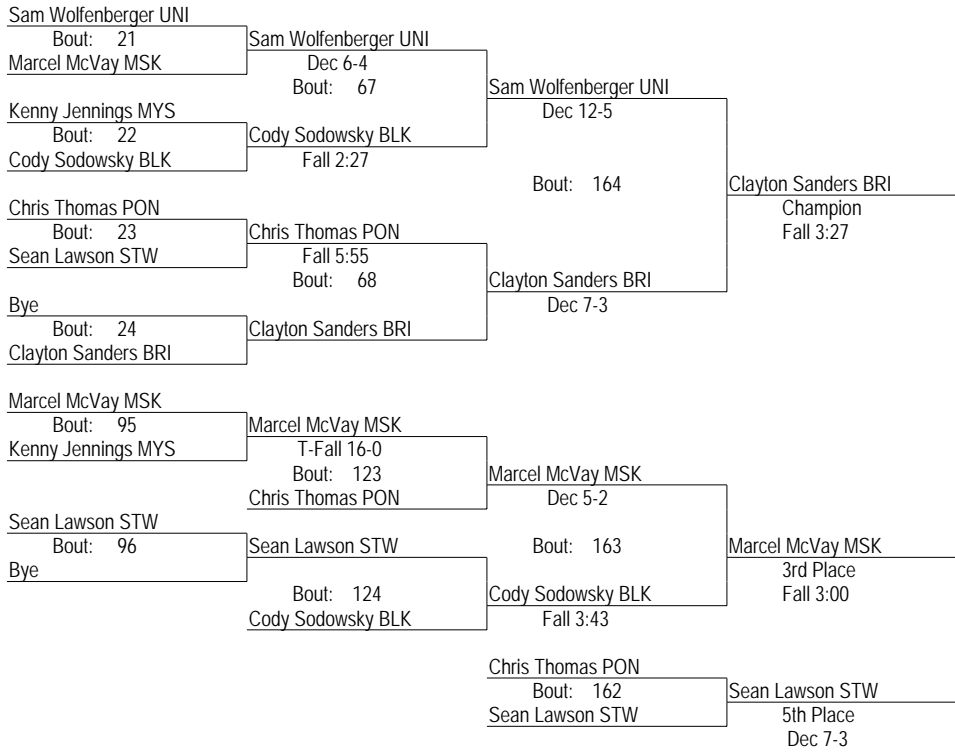 Sam Wolfenberger UNI
Bout: 21
Sam Wolfenberger UNI
Marcel McVay MSK
Dec 6-4
Bout: 67
Sam Wolfenberger UNI
Kenny Jennings MYS
Dec 12-5
Bout: 22
Cody Sodowsky BLK
Cody Sodowsky BLK
Fall 2:27
Bout: 164
Clayton Sanders BRI
Chris Thomas PON
Champion
Bout: 23
Chris Thomas PON
Fall 3:27
Sean Lawson STW
Fall 5:55
Bout: 68
Clayton Sanders BRI
Bye
Dec 7-3
Bout: 24
Clayton Sanders BRI
Clayton Sanders BRI
Marcel McVay MSK
Bout: 95
Marcel McVay MSK
Kenny Jennings MYS
T-Fall 16-0
Bout: 123
Marcel McVay MSK
Chris Thomas PON
Dec 5-2
Sean Lawson STW
Bout: 96
Sean Lawson STW
Bout: 163
Marcel McVay MSK
Bye
3rd Place
Bout: 124
Cody Sodowsky BLK
Fall 3:00
Cody Sodowsky BLK
Fall 3:43
Chris Thomas PON
Bout: 162
Sean Lawson STW
Sean Lawson STW
5th Place
Dec 7-3